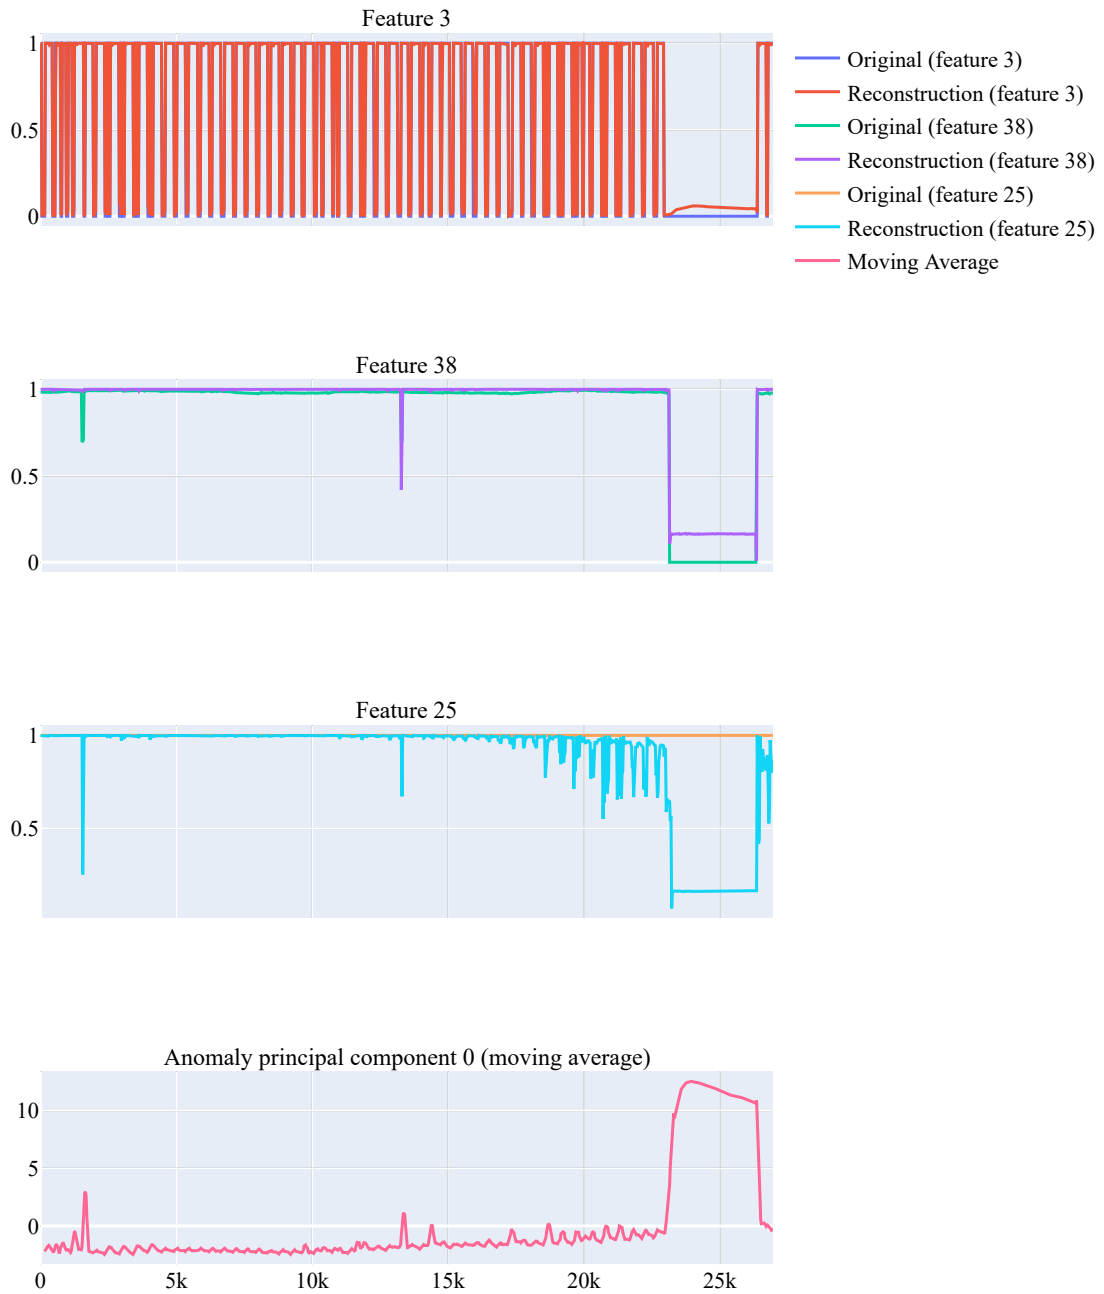 Feature 3
1
0.5
0
Original (feature 3)
Reconstruction (feature 3)
Original (feature 38)
Reconstruction (feature 38)
Original (feature 25)
Reconstruction (feature 25)
Moving Average
Feature 38
1
0.5
0
Feature 25
1
0.5
Anomaly principal component 0 (moving average)
10
5
0
0 5k 10k 15k 20k 25k